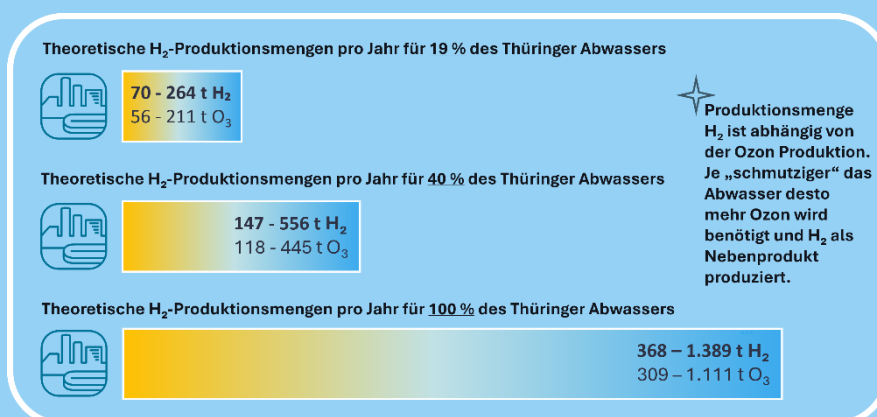 Theoretische H₂-Produktionsmengen pro Jahr für 19 % des Thüringer Abwassers
70 - 264 t H₂
56 - 211 t O₃
Theoretische H₂-Produktionsmengen pro Jahr für 40 % des Thüringer Abwassers
147 - 556 t H₂
118 - 445 t O₃
Theoretische H₂-Produktionsmengen pro Jahr für 100 % des Thüringer Abwassers
368 – 1.389 t H₂
309 – 1.111 t O₃
Produktionsmenge
H₂ ist abhängig von
der Ozon Produktion.
Je „schmutziger“ das
Abwasser desto
mehr Ozon wird
benötigt und H₂ als
Nebenprodukt
produziert.